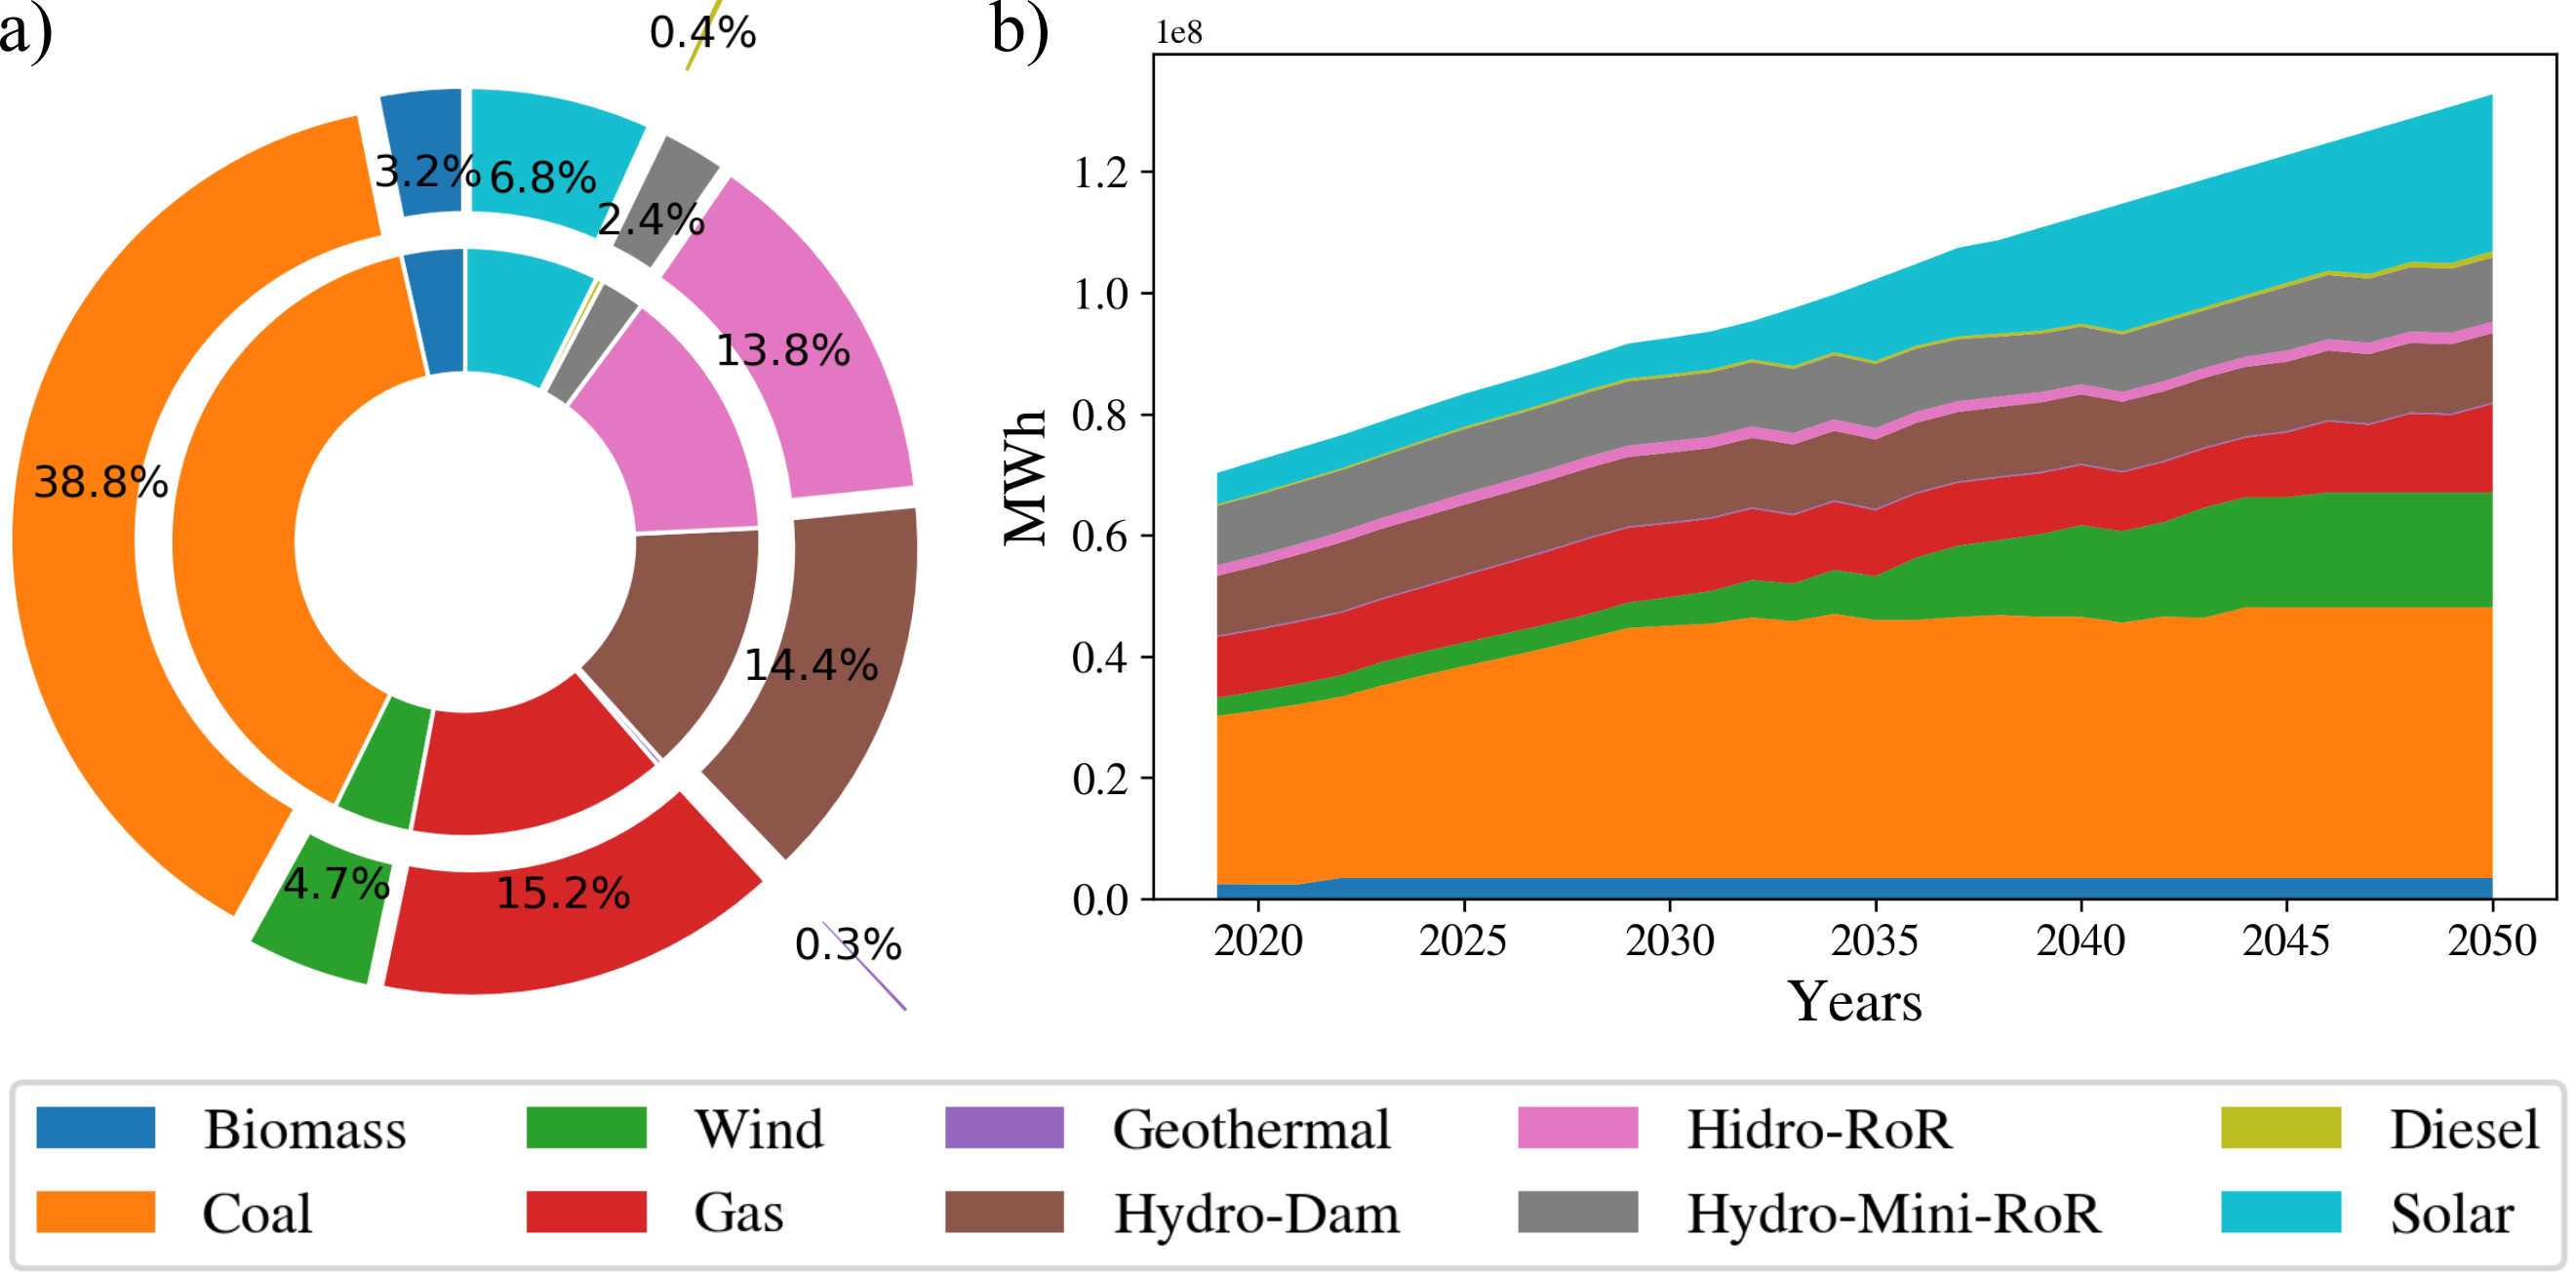 a)
0.4%
3.2%
6.8%
2.4%
13.8%
38.8%
14.4%
4.7%
15.2%
0.3%
b)
1e8
MWh
1.2
1.0
0.8
0.6
0.4
0.2
0.0
2020 2025 2030 2035 2040 2045 2050
Years
Biomass Wind Geothermal Hidro-RoR Diesel
Coal Gas Hydro-Dam Hydro-Mini-RoR Solar